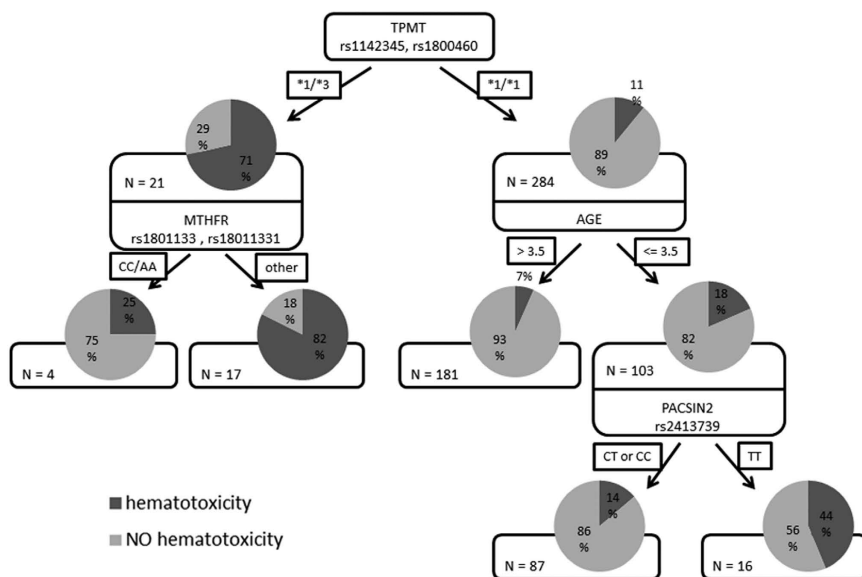 TPMT
rs1142345, rs1800460
*1/*3
*1/*1
29
%
71
%
11
%
89
%
N = 21
N = 284
MTHFR
rs1801133 , rs18011331
AGE
CC/AA
other
> 3.5
<= 3.5
25
%
75
%
18
%
82
%
7%
93
%
18
%
82
%
N = 4
N = 17
N = 181
N = 103
PACSIN2
rs2413739
CT or CC
TT
hematotoxicity
NO hematotoxicity
14
%
86
%
44
%
56
%
N = 87
N = 16